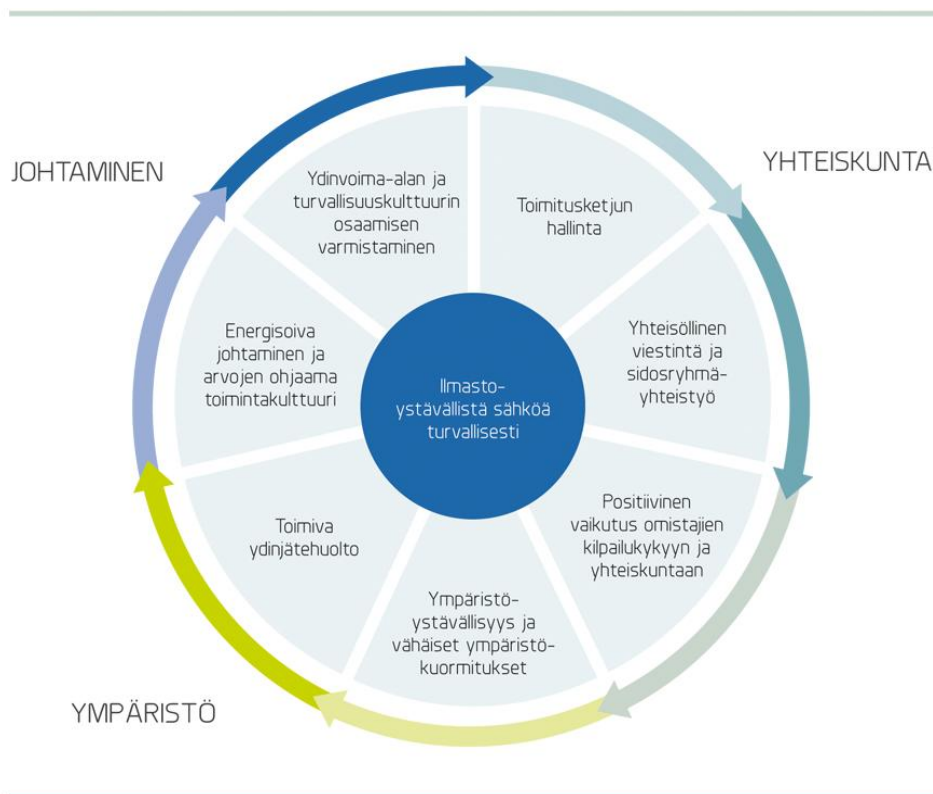 JOHTAMINEN
YHTEISKUNTA
Ydinvoima-alan ja
turvallisuuskulttuurin
osaamisen
varmistaminen
Toimitusketjun
hallinta
Energisoiva
johtaminen ja
arvojen ohjaama
toimintakulttuuri
Ilmasto-
ystävällistä sähköä
turvallisesti
Yhteisöllinen
viestintä ja
sidosryhmä-
yhteistyö
Toimiva
ydinjätehuolto
Positiivinen
vaikutus omistajien
kilpailukykyyn ja
yhteiskuntaan
Ympäristö-
ystävällisyys ja
vähäiset ympäristö-
kuormitukset
YMPÄRISTÖ